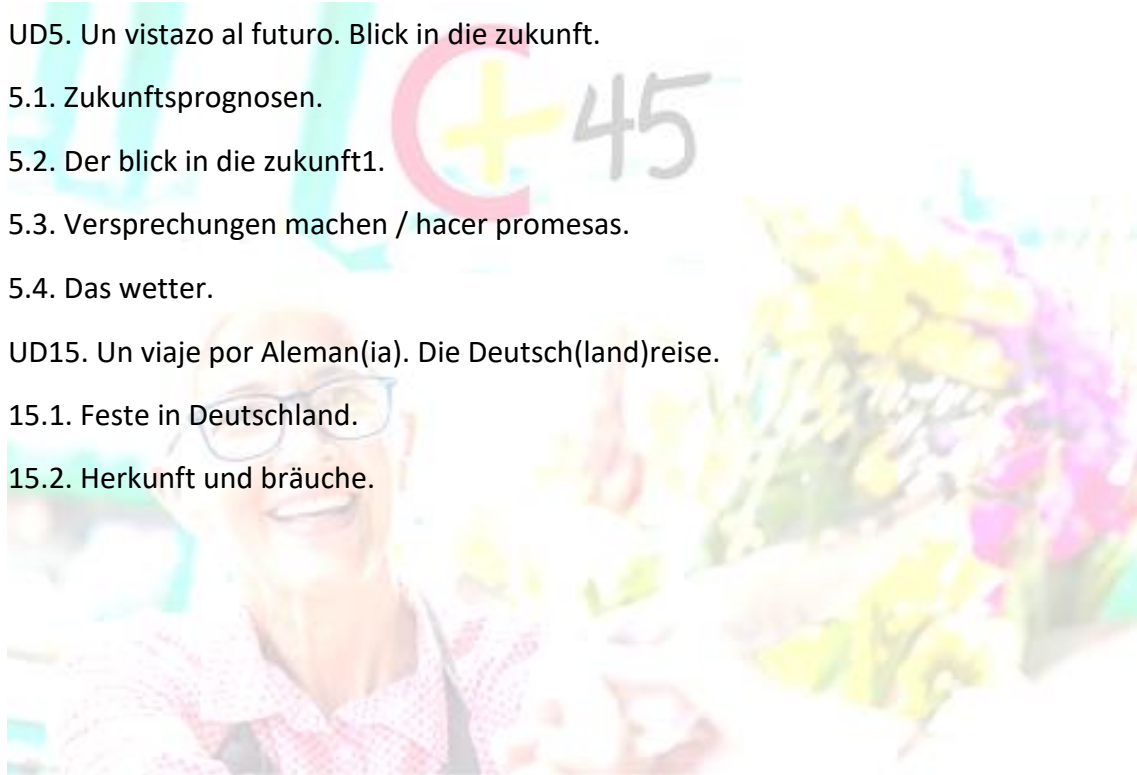 UD5. Un vistazo al futuro. Blick in die zukunft.
+45
5.1. Zukunftsprognosen.
5.2. Der blick in die zukunft1.
5.3. Versprechungen machen / hacer promesas.
5.4. Das wetter.
UD15. Un viaje por Aleman(ia). Die Deutsch(land)reise.
15.1. Feste in Deutschland.
15.2. Herkunft und bräuche.